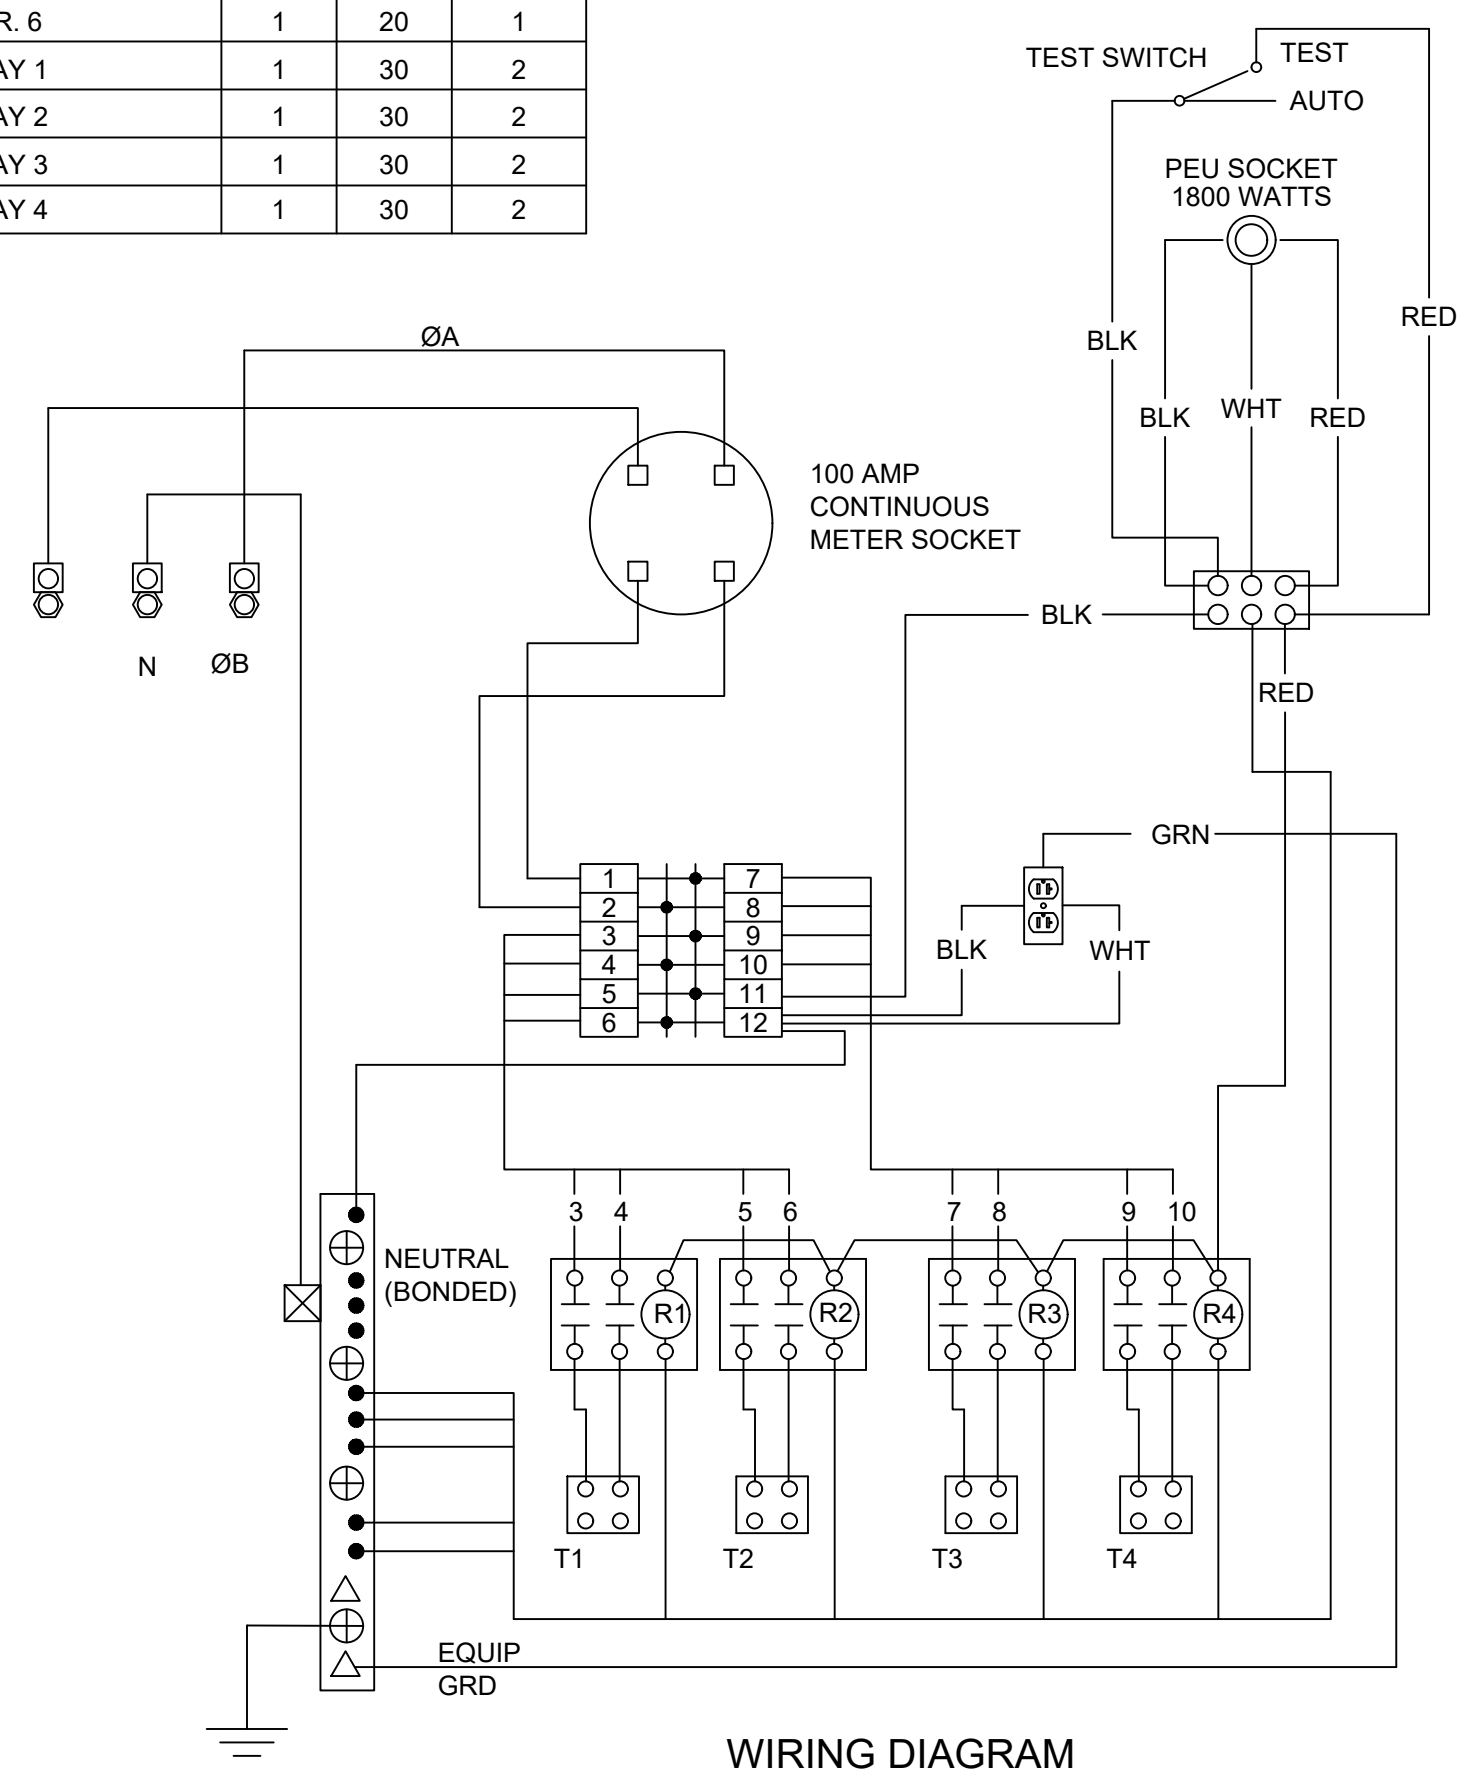 R. 6 1 20 1
AY 1 1 30 2
AY 2 1 30 2
AY 3 1 30 2
AY 4 1 30 2
TEST SWITCH
TEST
AUTO
PEU SOCKET
1800 WATTS
RED
BLK
BLK
WHT
RED
ØA
100 AMP
CONTINUOUS
METER SOCKET
BLK
N
ØB
RED
GRN
1 7
2 8
3 9
4 10
5 11
6 12
BLK
WHT
3 4 5 6 7 8 9 10
NEUTRAL
(BONDED)
R1 R2 R3 R4
T1 T2 T3 T4
EQUIP
GRD
WIRING DIAGRAM